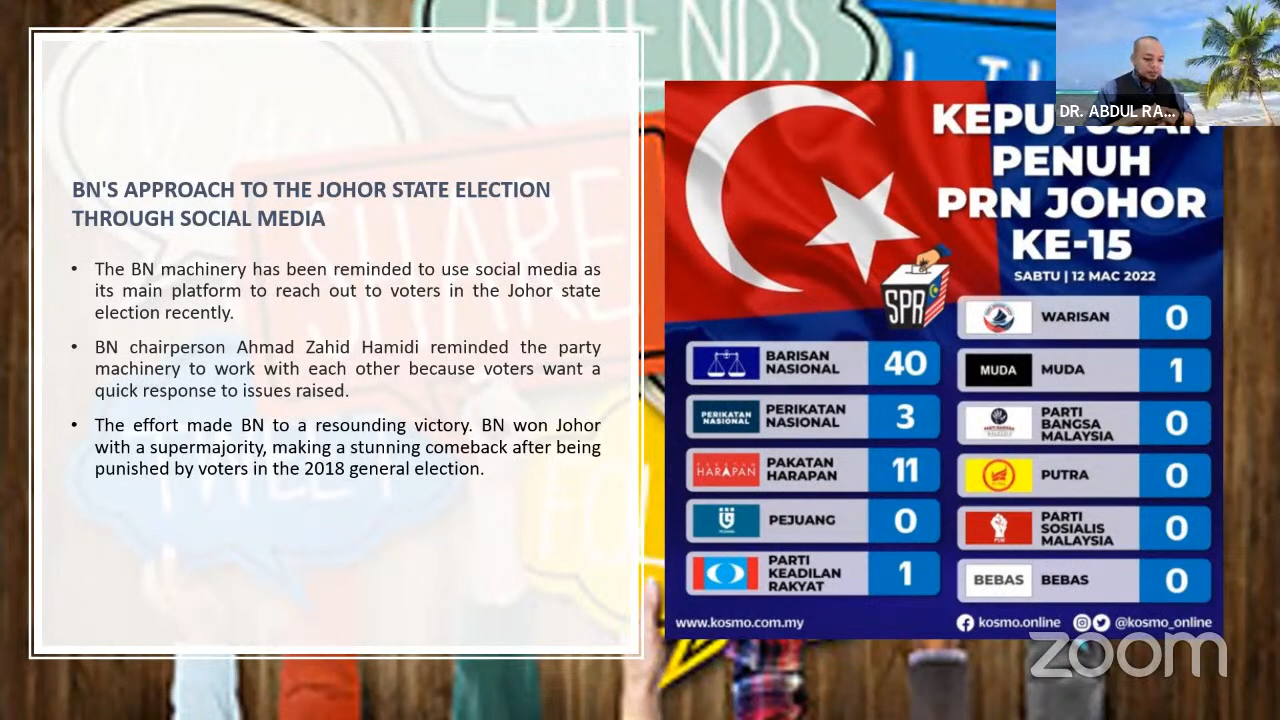 FRIENDS
BN'S APPROACH TO THE JOHOR STATE ELECTION
THROUGH SOCIAL MEDIA
• The BN machinery has been reminded to use social media as
its main platform to reach out to voters in the Johor state
election recently.
• BN chairperson Ahmad Zahid Hamidi reminded the party
machinery to work with each other because voters want a
quick response to issues raised.
• The effort made BN to a resounding victory. BN won Johor
with a supermajority, making a stunning comeback after being
punished by voters in the 2018 general election.
SHARE
TWEET
DR. ABDUL RA...
KEPUTUSAN
PENUH
PRN JOHOR
KE-15
SABTU | 12 MAC 2022
SPR
BARISAN
NASIONAL
40
PERIKATAN
NASIONAL
PERIKATAN
NASIONAL
3
HARAPAN
PAKATAN
HARAPAN
11
PEJUANG
0
PARTI
KEADILAN
RAKYAT
1
WARISAN
0
MUDA
MUDA
1
PARTI
BANGSA
MALAYSIA
0
PUTRA
0
PARTI
SOSIALIS
MALAYSIA
0
BEBAS
BEBAS
0
www.kosmo.com.my
kosmo.online
@kosmo_online
zoom